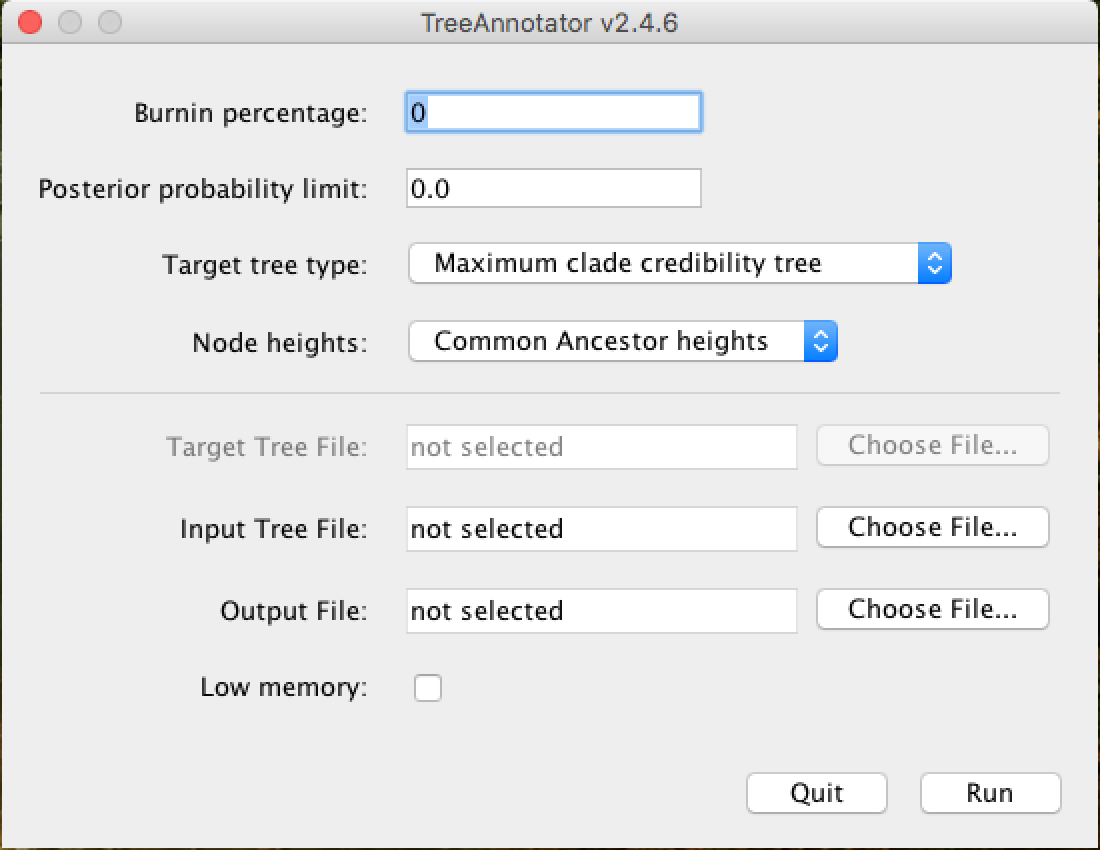 TreeAnnotator v2.4.6
Burnin percentage: 0
Posterior probability limit: 0.0
Target tree type: Maximum clade credibility tree
Node heights: Common Ancestor heights
Target Tree File: not selected Choose File...
Input Tree File: not selected Choose File...
Output File: not selected Choose File...
Low memory:
Quit Run